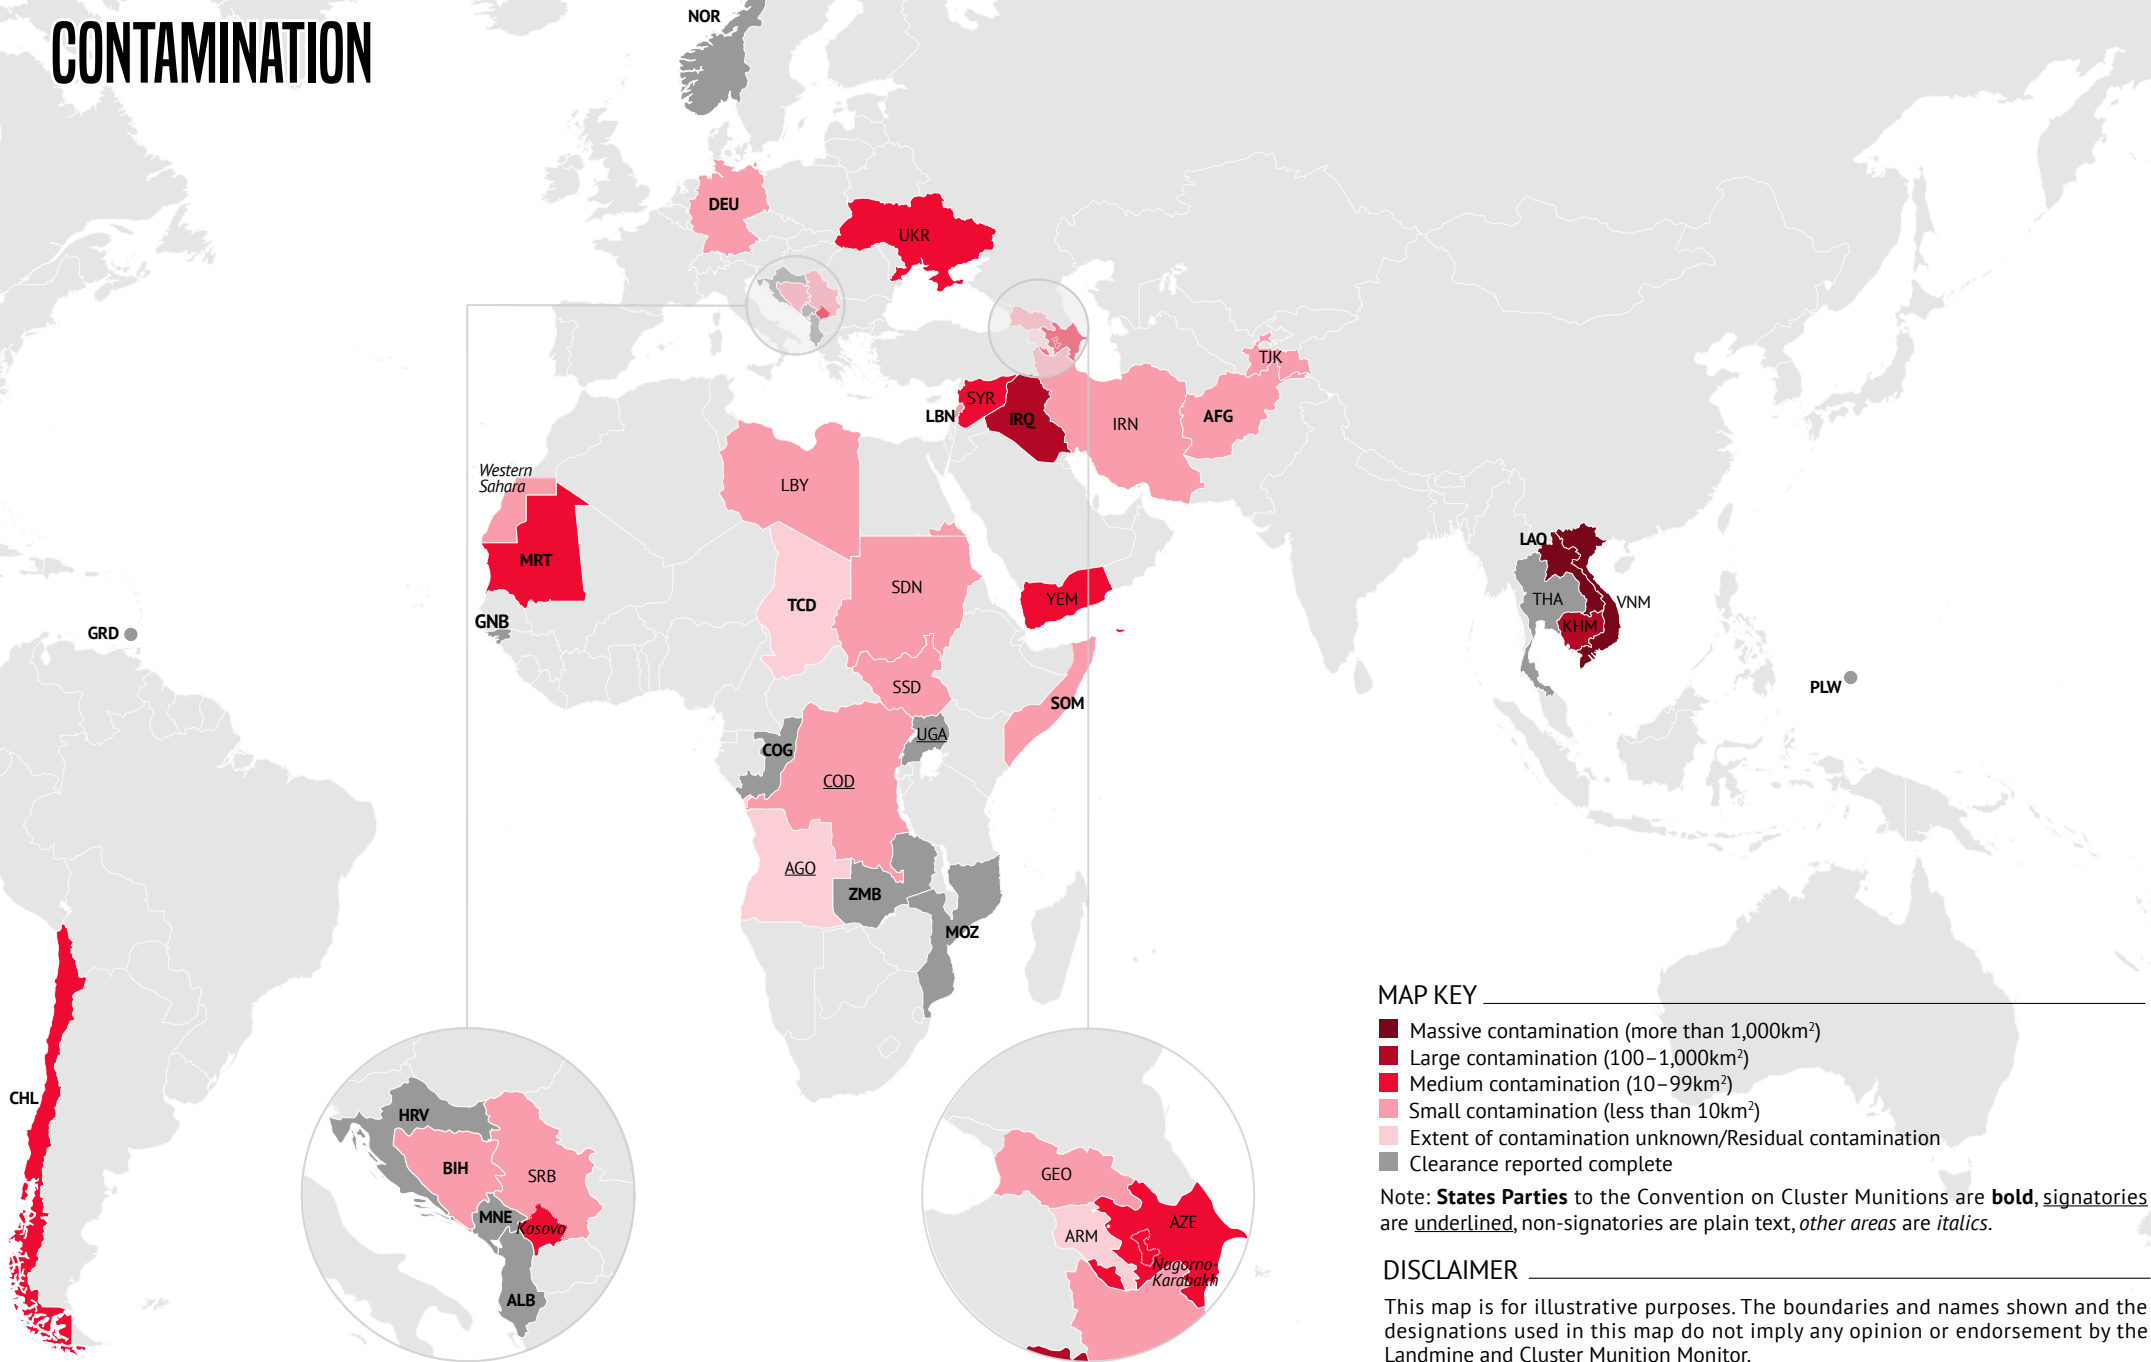 CONTAMINATION
NOR
DEU
UKR
TJK
SYR
LBN
IRQ
IRN
AFG
Western
Sahara
LBY
MRT
LAO
TCD
SDN
YEM
THA
VNM
GNB
KHM
GRD
SSD
PLW
SOM
COG
UGA
COD
AGO
ZMB
MOZ
CHL
HRV
BIH
SRB
MNE
Kosovo
ALB
GEO
AZE
ARM
Nagorno-
Karabakh
MAP KEY
Massive contamination (more than 1,000km²)
Large contamination (100–1,000km²)
Medium contamination (10–99km²)
Small contamination (less than 10km²)
Extent of contamination unknown/Residual contamination
Clearance reported complete
Note: States Parties to the Convention on Cluster Munitions are bold, signatories
are underlined, non-signatories are plain text, other areas are italics.
DISCLAIMER
This map is for illustrative purposes. The boundaries and names shown and the
designations used in this map do not imply any opinion or endorsement by the
Landmine and Cluster Munition Monitor.